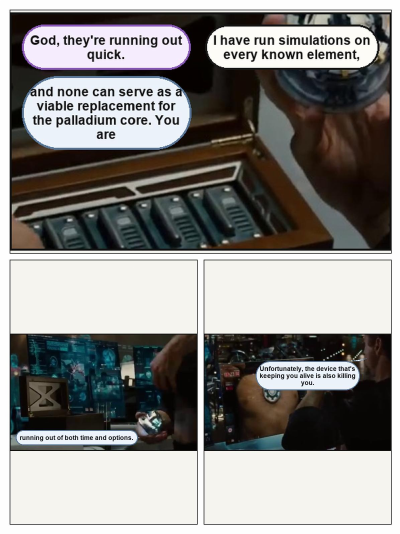 God, they're running out
quick.
I have run simulations on
every known element,
and none can serve as a
viable replacement for
the palladium core. You
are
running out of both time and options.
Unfortunately, the device that's
keeping you alive is also killing
you.